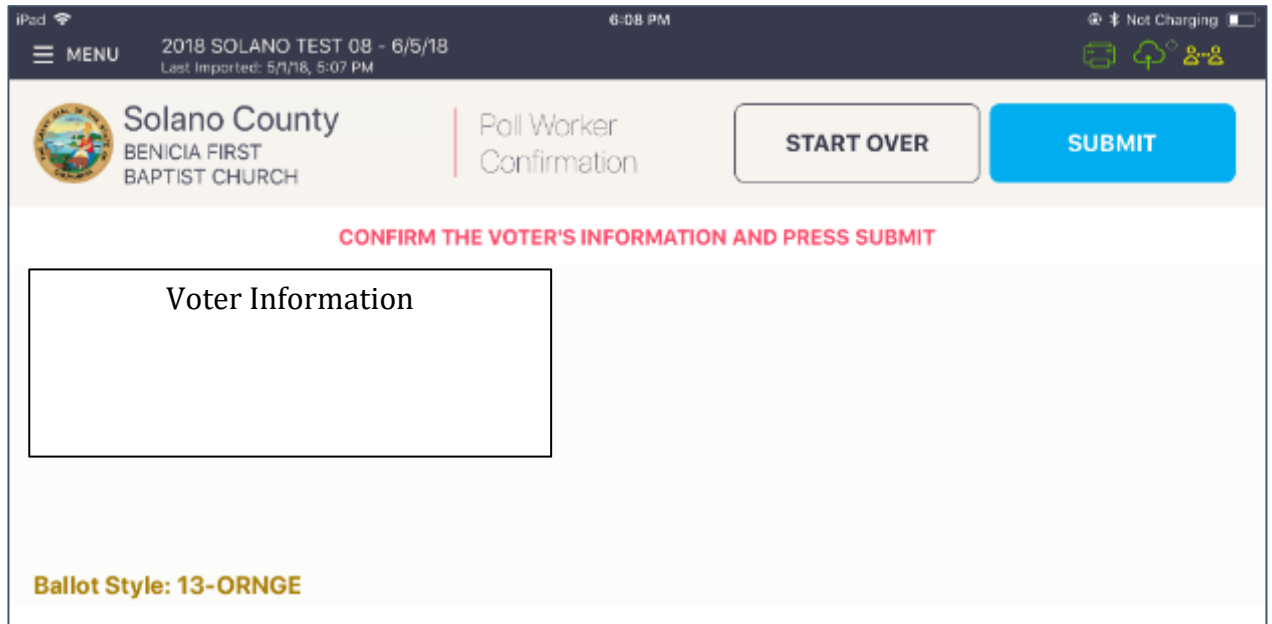 iPad 6:08 PM Not Charging
MENU 2018 SOLANO TEST 08 - 6/5/18
Last Imported: 5/1/18, 5:07 PM
Solano County
BENICIA FIRST
BAPTIST CHURCH
Poll Worker
Confirmation
START OVER
SUBMIT
CONFIRM THE VOTER'S INFORMATION AND PRESS SUBMIT
Voter Information
Ballot Style: 13-ORNGE